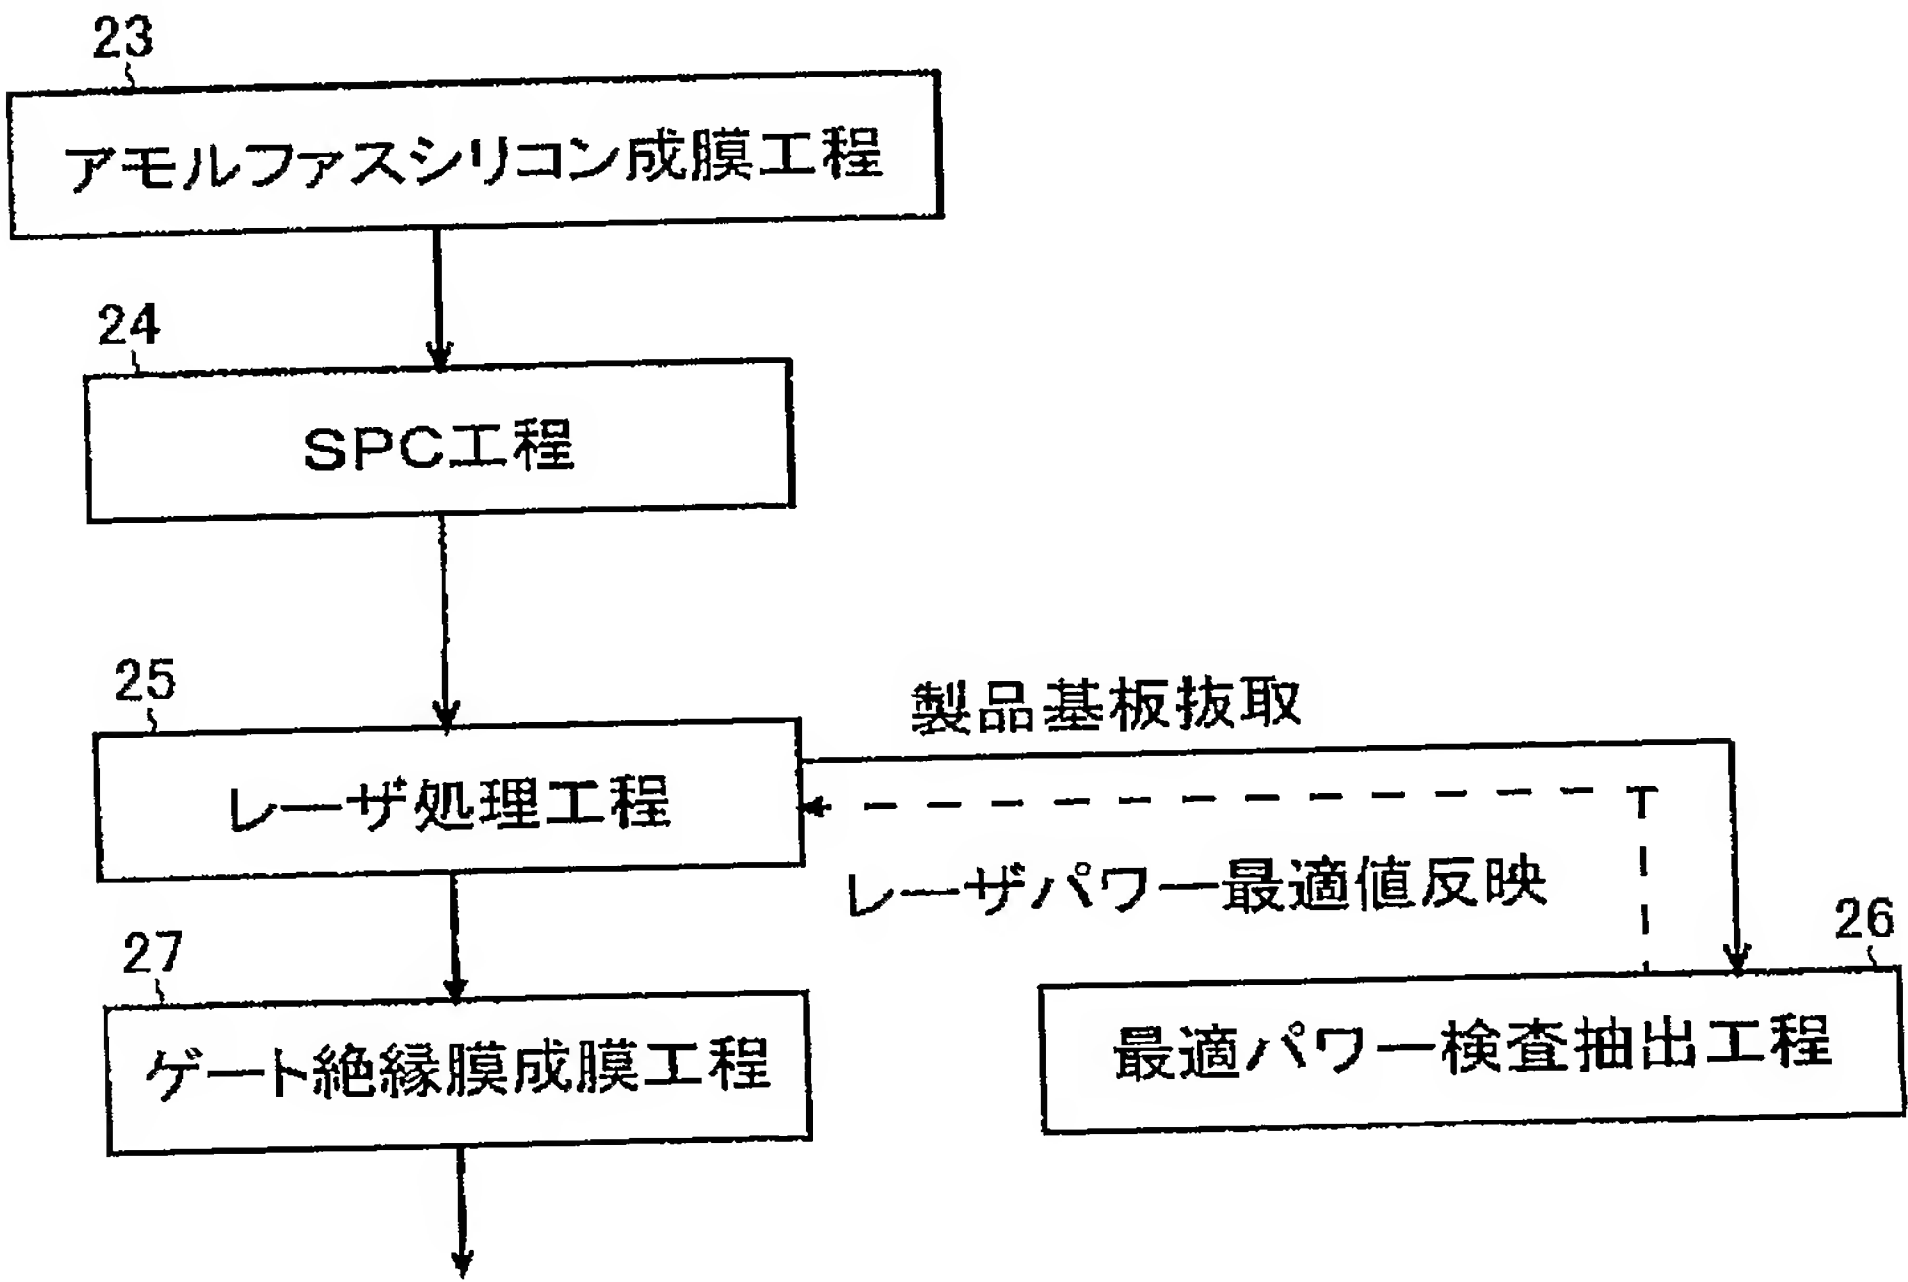 23
アモルファスシリコン成膜工程
24
SPC工程
25
製品基板抜取
レーザ処理工程
レーザパワー最適値反映
26
27
最適パワー検査抽出工程
ゲート絶縁膜成膜工程